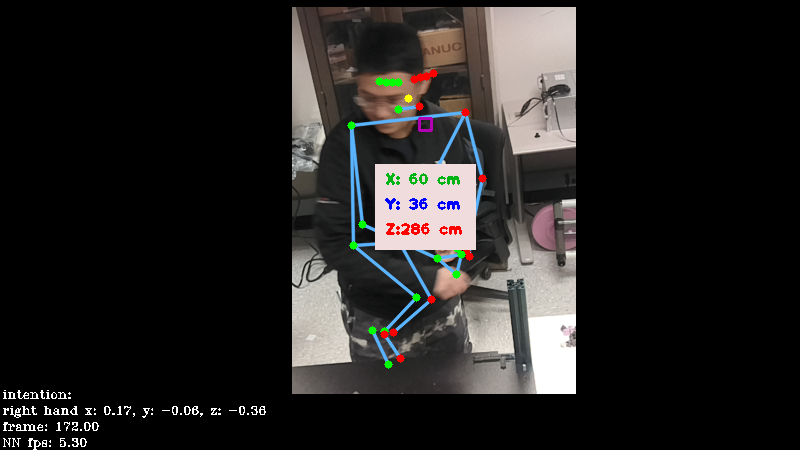 FANUC
X: 60 cm
Y: 36 cm
Z:286 cm
intention:
right hand x: 0.17, y: -0.06, z: -0.36
frame: 172.00
NN fps: 5.30